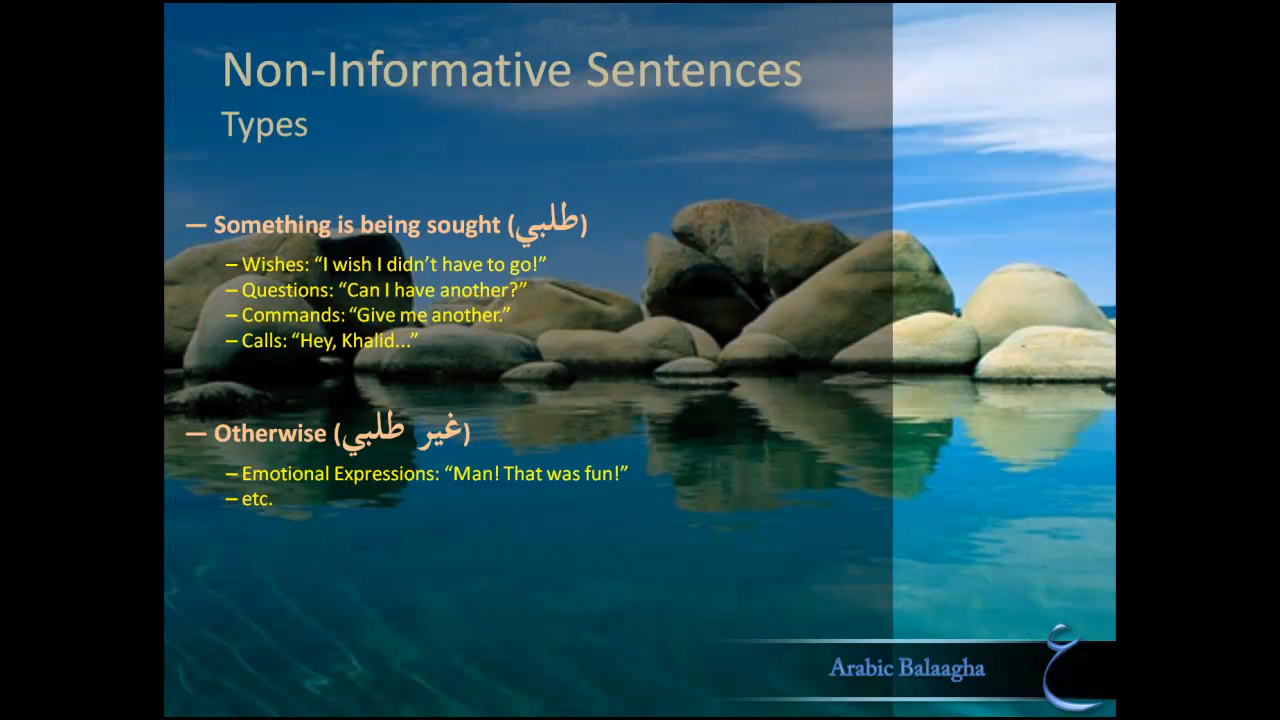 Non-Informative Sentences
Types
— Something is being sought (طلبي)
– Wishes: “I wish I didn’t have to go!”
– Questions: “Can I have another?”
– Commands: “Give me another.”
– Calls: “Hey, Khalid...”
— Otherwise (غير طلبي)
– Emotional Expressions: “Man! That was fun!”
– etc.
Arabic Balaagha
ع